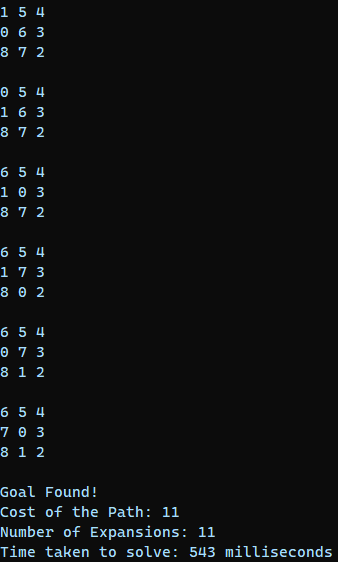 1 5 4
0 6 3
8 7 2
0 5 4
1 6 3
8 7 2
6 5 4
1 0 3
8 7 2
6 5 4
1 7 3
8 0 2
6 5 4
0 7 3
8 1 2
6 5 4
7 0 3
8 1 2
Goal Found!
Cost of the Path: 11
Number of Expansions: 11
Time taken to solve: 543 milliseconds